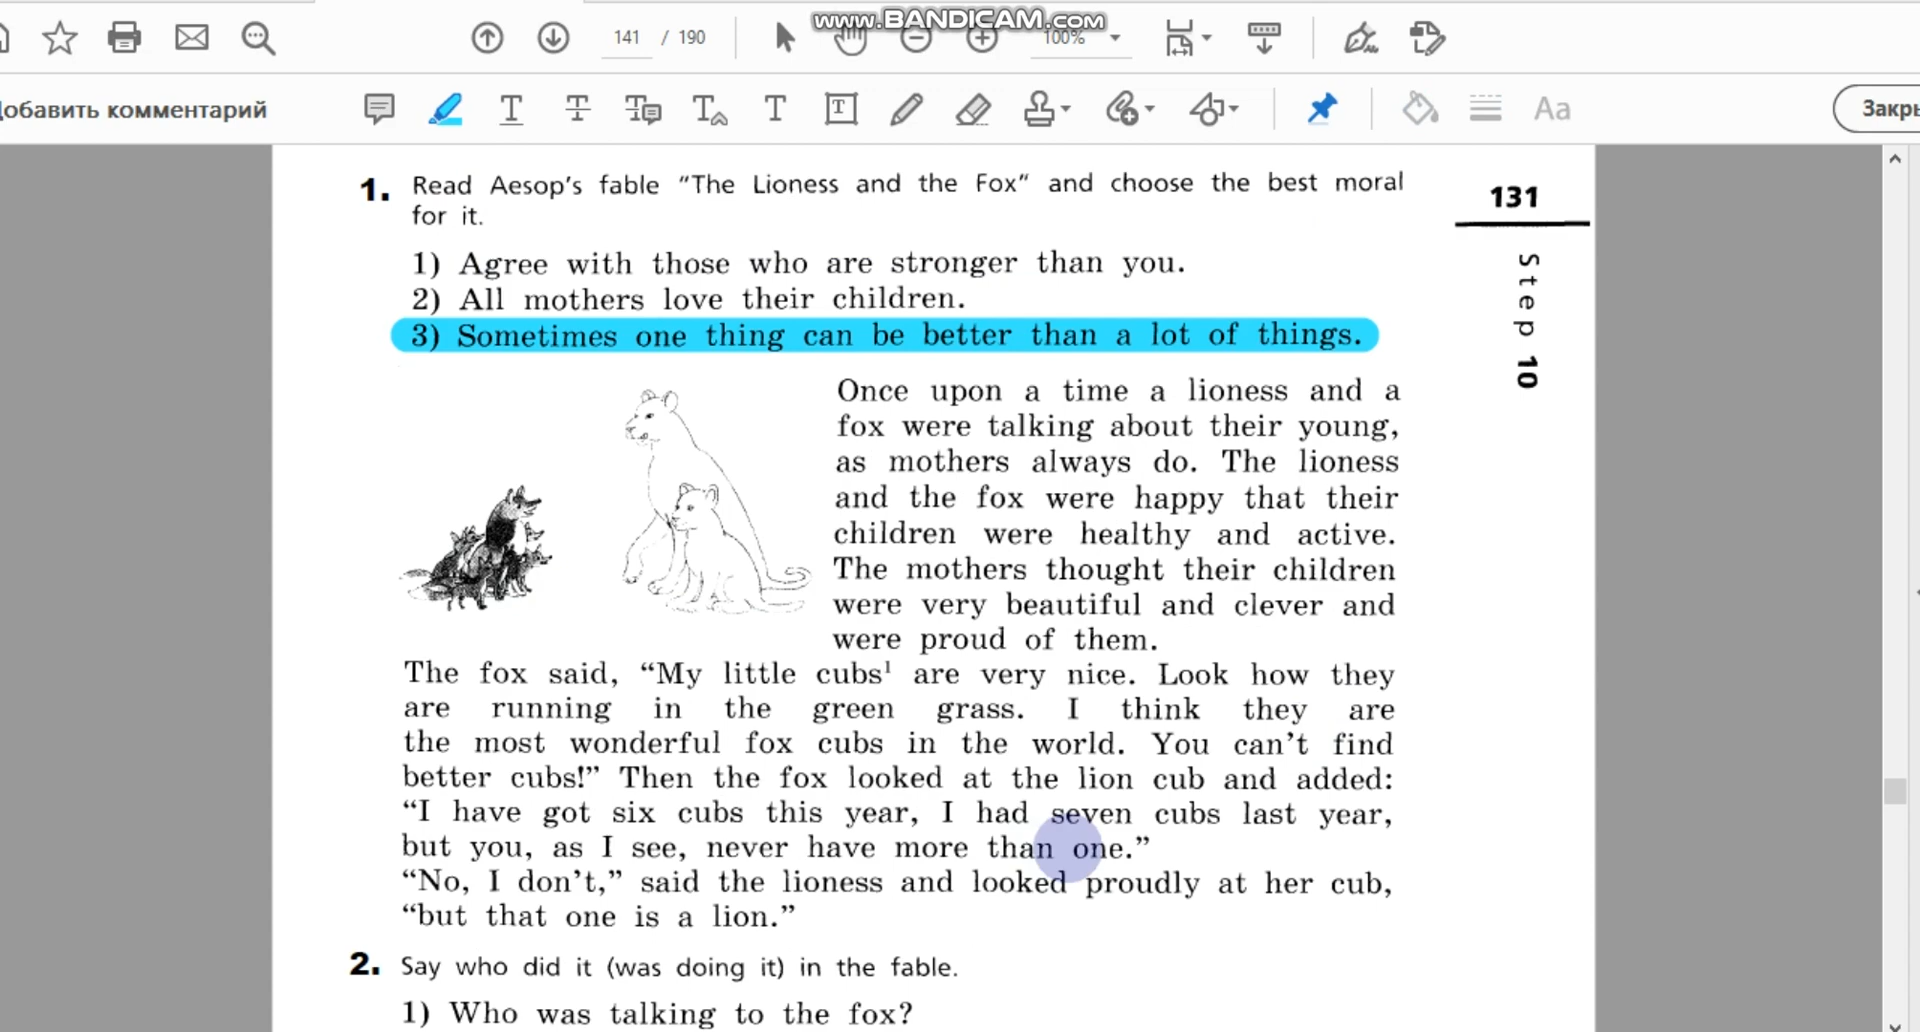 www.BANDICAM.com
141 / 190
100%
Добавить комментарий
T T T T T T
Aa
Закры
1. Read Aesop's fable “The Lioness and the Fox” and choose the best moral
for it.
131
Step 10
1) Agree with those who are stronger than you.
2) All mothers love their children.
3) Sometimes one thing can be better than a lot of things.
Once upon a time a lioness and a
fox were talking about their young,
as mothers always do. The lioness
and the fox were happy that their
children were healthy and active.
The mothers thought their children
were very beautiful and clever and
were proud of them.
The fox said, “My little cubs¹ are very nice. Look how they
are running in the green grass. I think they are
the most wonderful fox cubs in the world. You can’t find
better cubs!” Then the fox looked at the lion cub and added:
“I have got six cubs this year, I had seven cubs last year,
but you, as I see, never have more than one.”
“No, I don’t,” said the lioness and looked proudly at her cub,
“but that one is a lion.”
2. Say who did it (was doing it) in the fable.
1) Who was talking to the fox?